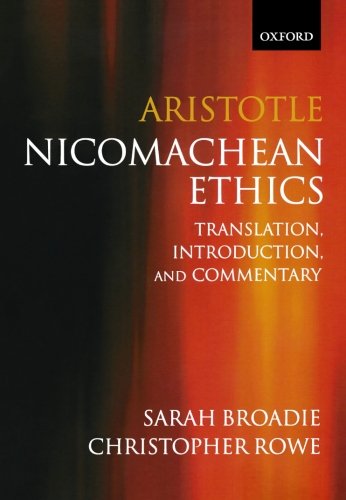 OXFORD
ARISTOTLE
NICOMACHEAN
ETHICS
TRANSLATION,
INTRODUCTION,
AND COMMENTARY
SARAH BROADIE
CHRISTOPHER ROWE